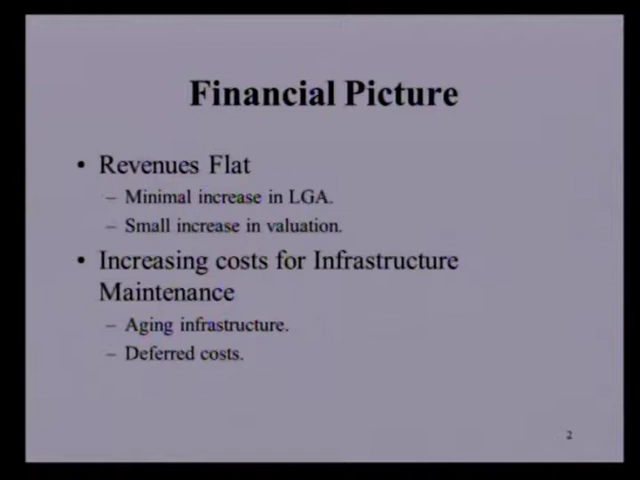 Financial Picture
• Revenues Flat
– Minimal increase in LGA.
– Small increase in valuation.
• Increasing costs for Infrastructure
Maintenance
– Aging infrastructure.
– Deferred costs.
2